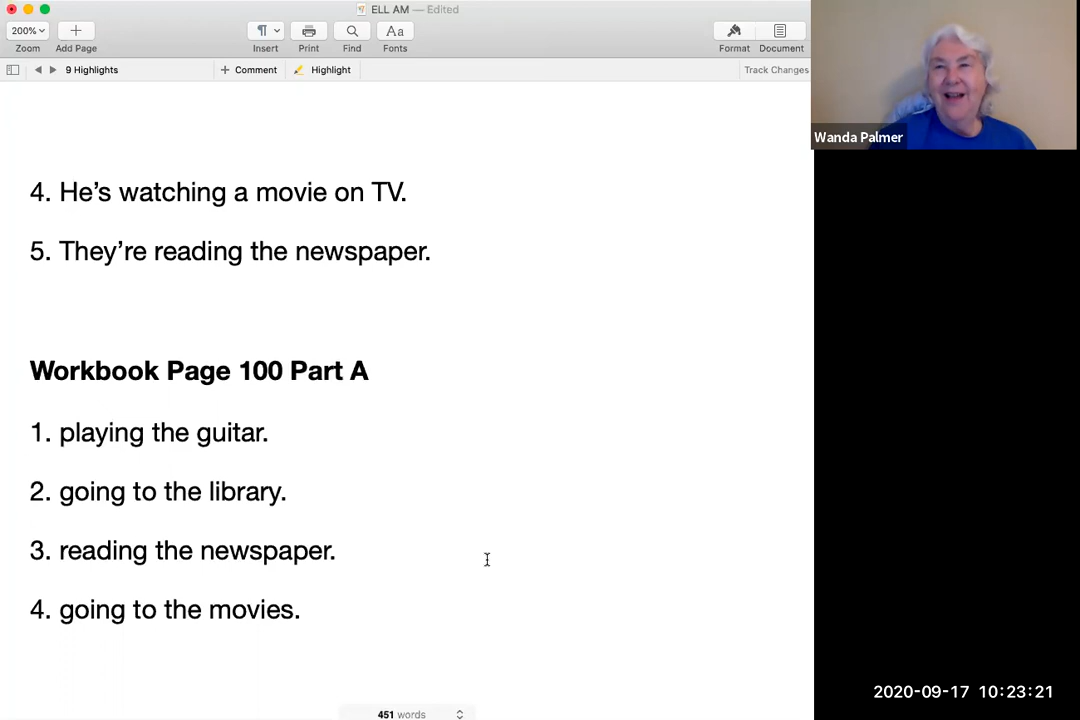 ELL AM — Edited
200%
Zoom
Add Page
Insert
Print
Find
Aa
Fonts
Format
Document
9 Highlights
+ Comment
Highlight
Track Changes
Wanda Palmer
4. He’s watching a movie on TV.
5. They’re reading the newspaper.
Workbook Page 100 Part A
1. playing the guitar.
2. going to the library.
3. reading the newspaper.
4. going to the movies.
451 words
2020-09-17 10:23:21